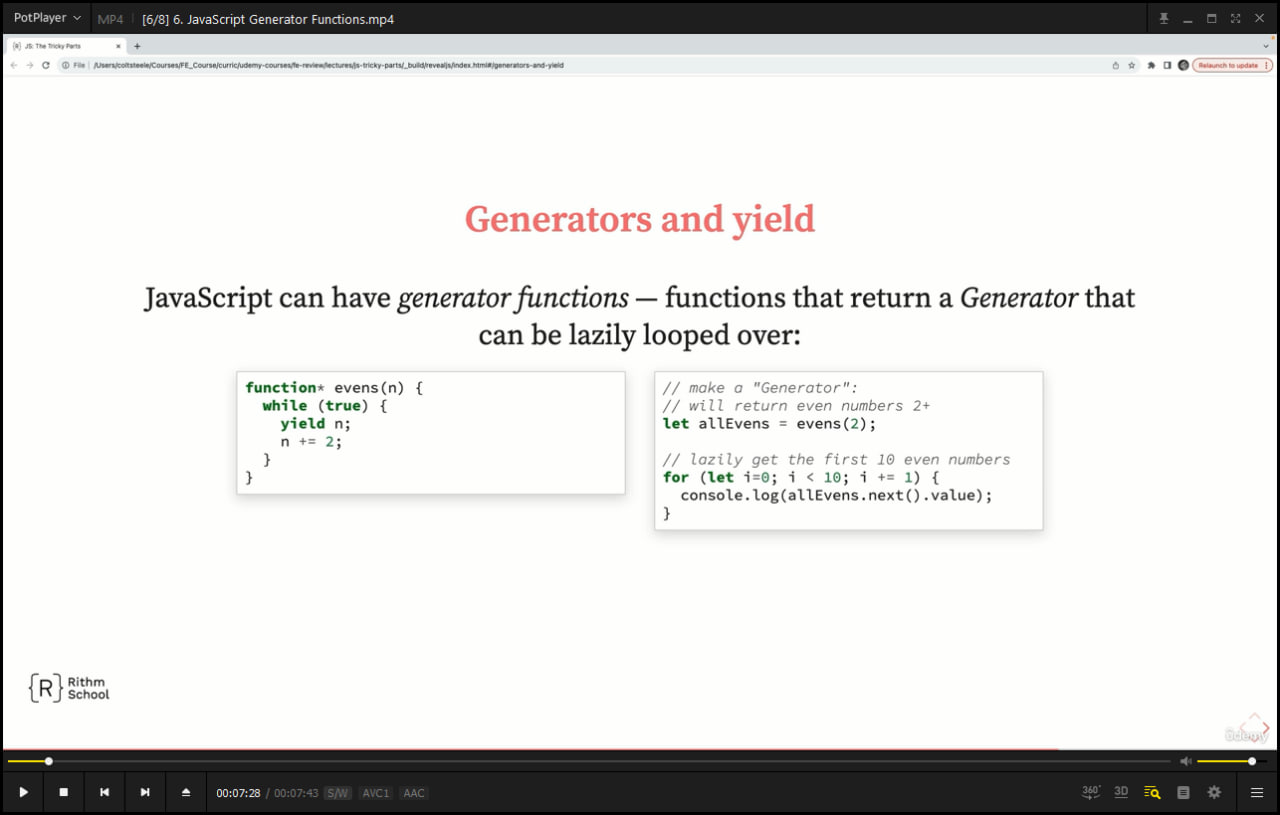 PotPlayer MP4 [6/8] 6. JavaScript Generator Functions.mp4
JS: The Tricky Parts
File /Users/coltsteele/Courses/FE_Course/curric/udemy-courses/fe-review/lectures/js-tricky-parts/_build/revealjs/index.html#/generators-and-yield Relaunch to update
Generators and yield
JavaScript can have generator functions — functions that return a Generator that
can be lazily looped over:
function* evens(n) {
while (true) {
yield n;
n += 2;
}
}
// make a "Generator":
// will return even numbers 2+
let allEvens = evens(2);
// lazily get the first 10 even numbers
for (let i=0; i < 10; i += 1) {
console.log(allEvens.next().value);
}
{R} Rithm
School
ûdemy
00:07:28 / 00:07:43 S/W AVC1 AAC 360° 3D